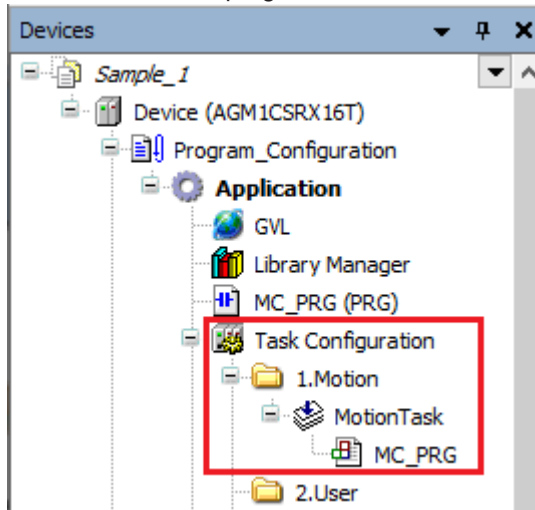 Devices
Sample_1
Device (AGM1CSRX16T)
Program_Configuration
Application
GVL
Library Manager
MC_PRG (PRG)
Task Configuration
1.Motion
MotionTask
MC_PRG
2.User